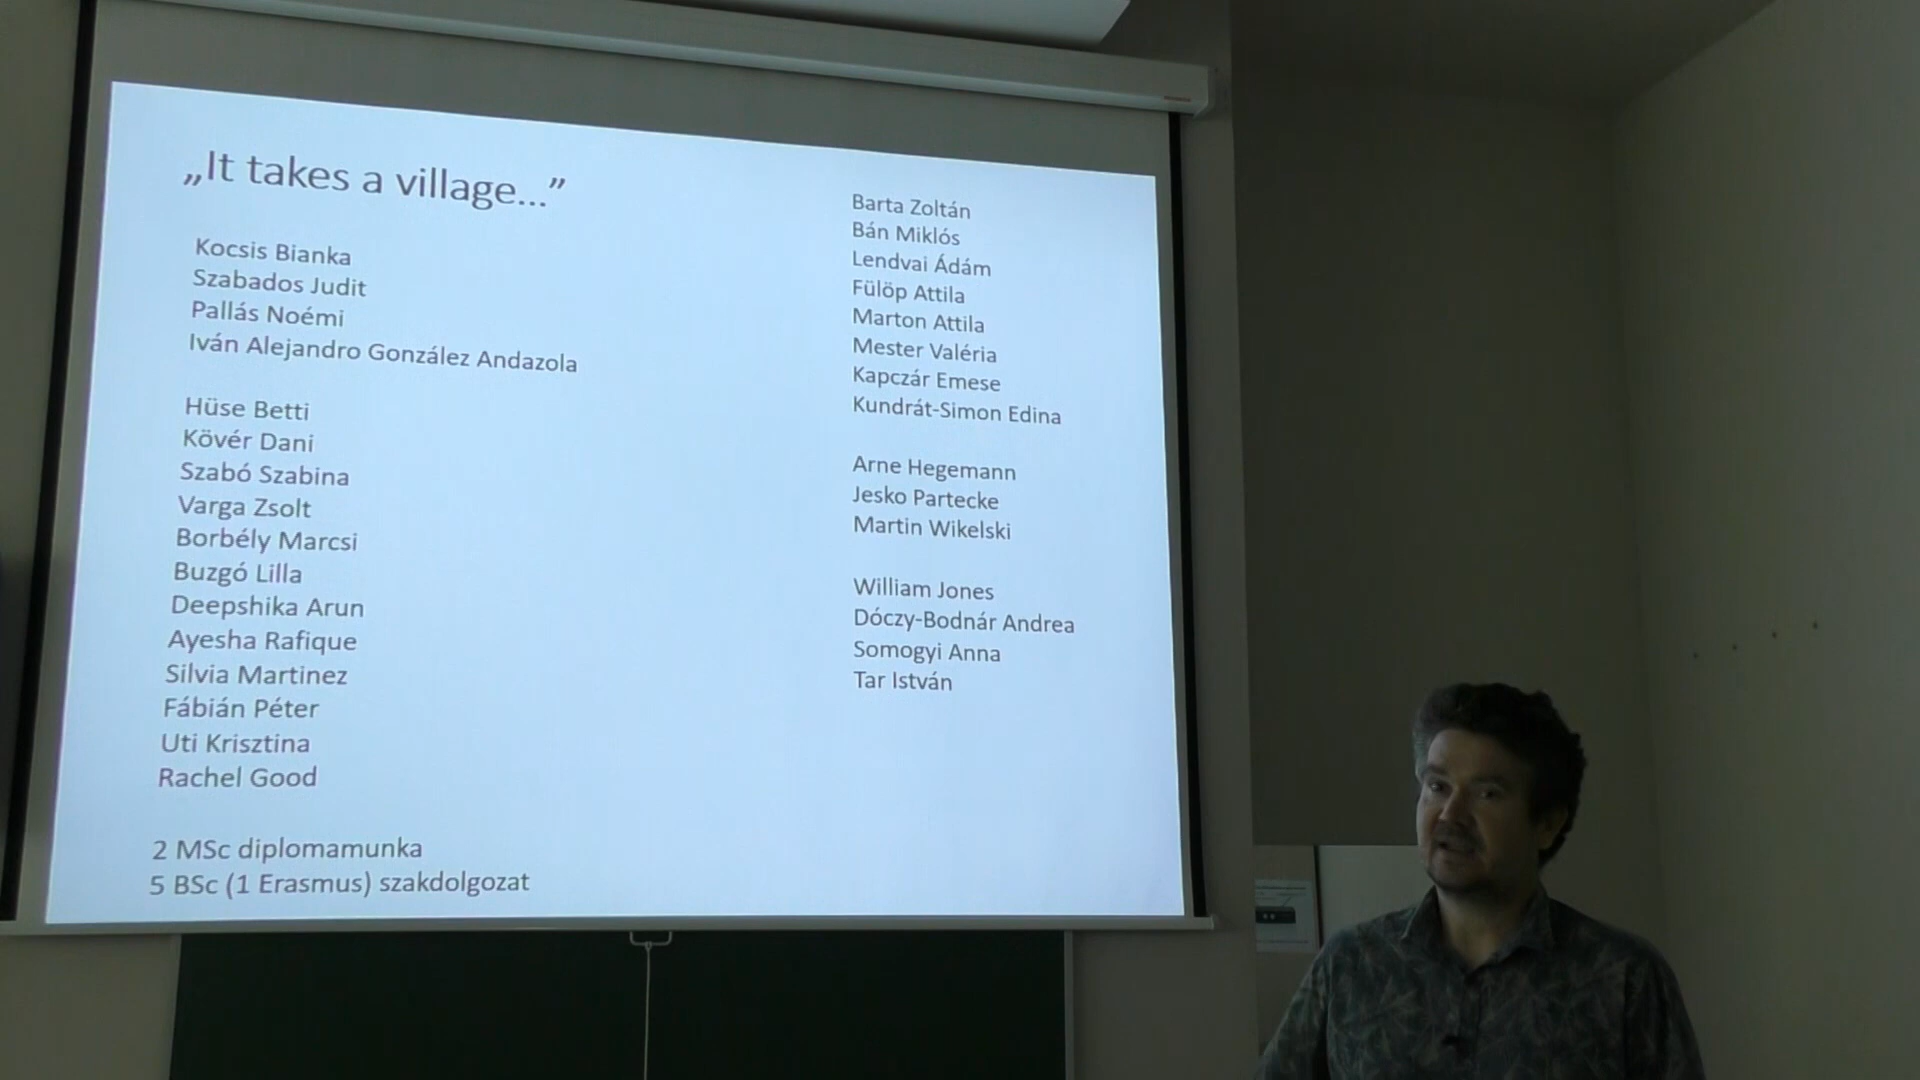 „It takes a village...”
Kocsis Bianka
Szabados Judit
Pallás Noémi
Iván Alejandro González Andazola
Hüse Betti
Kövér Dani
Szabó Szabina
Varga Zsolt
Borbély Marcsi
Buzgó Lilla
Deepshika Arun
Ayesha Rafique
Silvia Martinez
Fábián Péter
Uti Krisztina
Rachel Good
2 MSc diplomamunka
5 BSc (1 Erasmus) szakdolgozat
Barta Zoltán
Bán Miklós
Lendvai Ádám
Fülöp Attila
Marton Attila
Mester Valéria
Kapczár Emese
Kundrát-Simon Edina
Arne Hegemann
Jesko Partecke
Martin Wikelski
William Jones
Dóczy-Bodnár Andrea
Somogyi Anna
Tar István